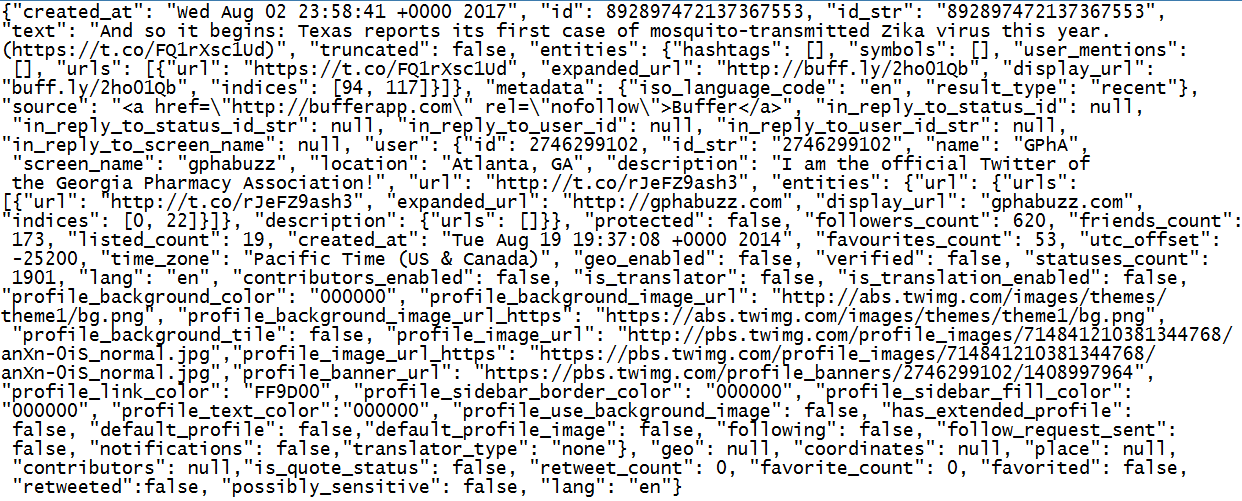 {"created_at": "Wed Aug 02 23:58:41 +0000 2017", "id": 892897472137367553, "id_str": "892897472137367553",
"text": "And so it begins: Texas reports its first case of mosquito-transmitted Zika virus this year.
(https://t.co/FQ1rXsc1Ud)", "truncated": false, "entities": {"hashtags": [], "symbols": [], "user_mentions":
[], "urls": [{"url": "https://t.co/FQ1rXsc1Ud", "expanded_url": "http://buff.ly/2ho01Qb", "display_url":
"buff.ly/2ho01Qb", "indices": [94, 117]}]}, "metadata": {"iso_language_code": "en", "result_type": "recent"},
"source": "<a href=\"http://bufferapp.com\" rel=\"nofollow\">Buffer</a>", "in_reply_to_status_id": null,
"in_reply_to_status_id_str": null, "in_reply_to_user_id": null, "in_reply_to_user_id_str": null,
"in_reply_to_screen_name": null, "user": {"id": 2746299102, "id_str": "2746299102", "name": "GPhA",
"screen_name": "gphabuzz", "location": "Atlanta, GA", "description": "I am the official Twitter of
the Georgia Pharmacy Association!", "url": "http://t.co/rJeFZ9ash3", "entities": {"url": {"urls":
[{"url": "http://t.co/rJeFZ9ash3", "expanded_url": "http://gphabuzz.com", "display_url": "gphabuzz.com",
"indices": [0, 22]}]}, "description": {"urls": []}}, "protected": false, "followers_count": 620, "friends_count":
173, "listed_count": 19, "created_at": "Tue Aug 19 19:37:08 +0000 2014", "favourites_count": 53, "utc_offset":
-25200, "time_zone": "Pacific Time (US & Canada)", "geo_enabled": false, "verified": false, "statuses_count":
1901, "lang": "en", "contributors_enabled": false, "is_translator": false, "is_translation_enabled": false,
"profile_background_color": "000000", "profile_background_image_url": "http://abs.twimg.com/images/themes/
theme1/bg.png", "profile_background_image_url_https": "https://abs.twimg.com/images/themes/theme1/bg.png",
"profile_background_tile": false, "profile_image_url": "http://pbs.twimg.com/profile_images/714841210381344768/
anXn-0iS_normal.jpg","profile_image_url_https": "https://pbs.twimg.com/profile_images/714841210381344768/
anXn-0iS_normal.jpg","profile_banner_url": "https://pbs.twimg.com/profile_banners/2746299102/1408997964",
"profile_link_color": "FF9D00", "profile_sidebar_border_color": "000000", "profile_sidebar_fill_color":
"000000", "profile_text_color":"000000", "profile_use_background_image": false, "has_extended_profile":
false, "default_profile": false,"default_profile_image": false, "following": false, "follow_request_sent":
false, "notifications": false,"translator_type": "none"}, "geo": null, "coordinates": null, "place": null,
"contributors": null,"is_quote_status": false, "retweet_count": 0, "favorite_count": 0, "favorited": false,
"retweeted":false, "possibly_sensitive": false, "lang": "en"}